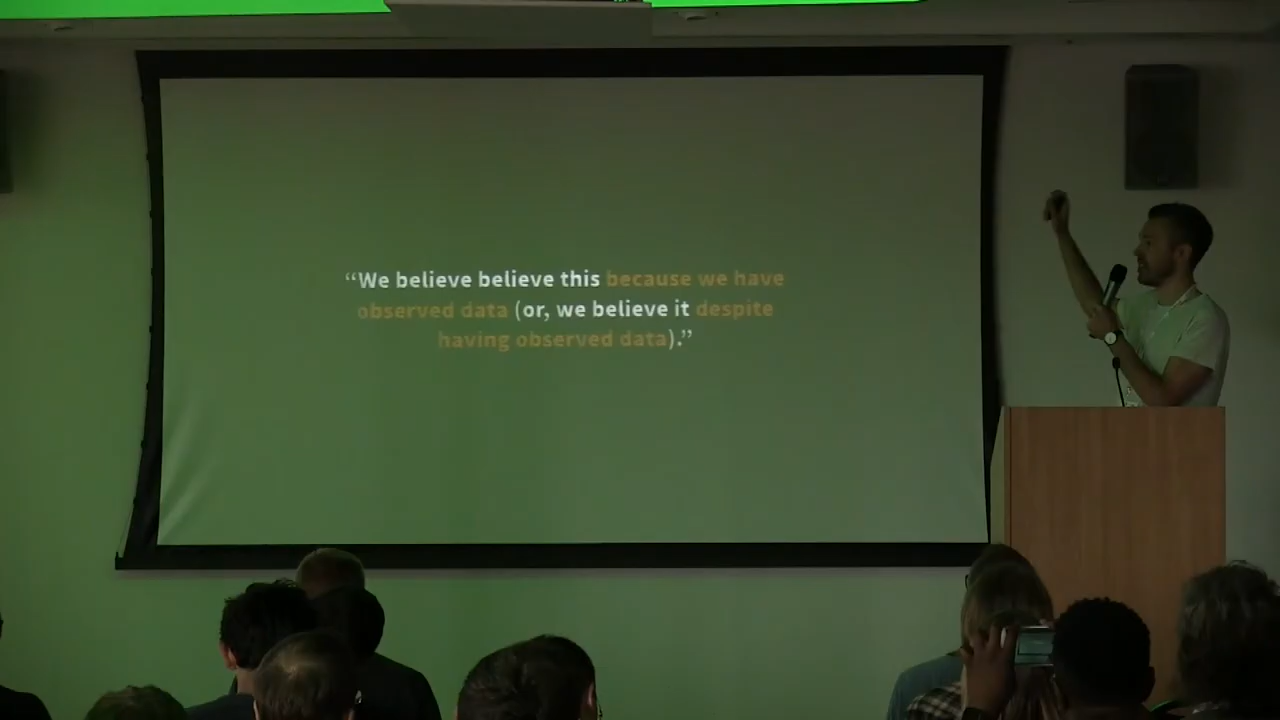 “We believe believe this because we have
observed data (or, we believe it despite
having observed data).”